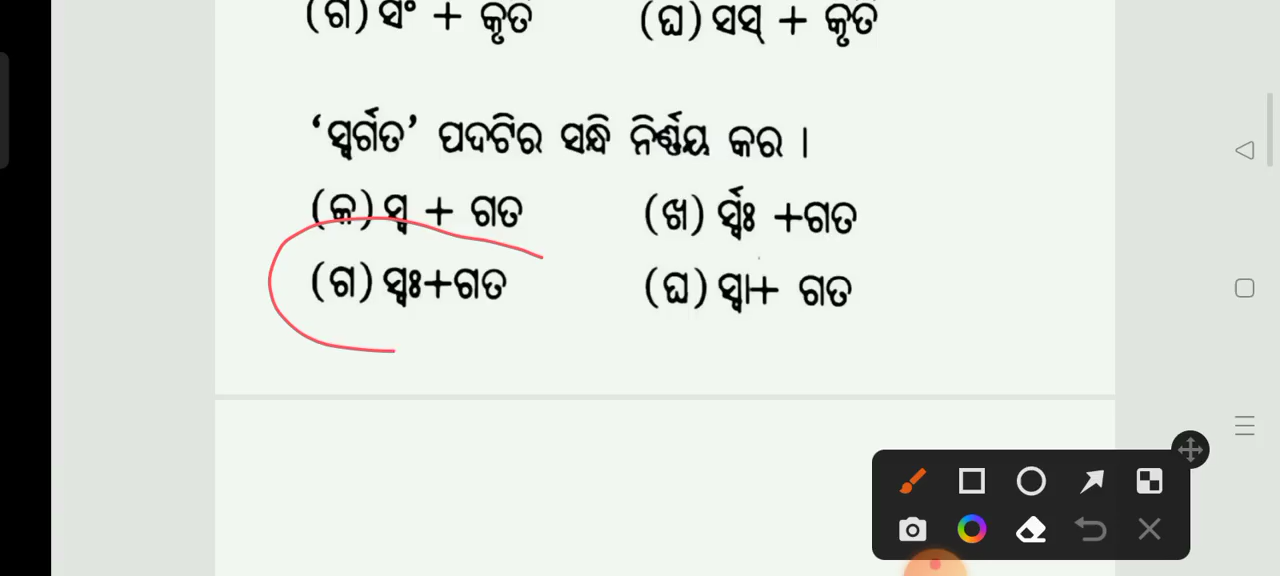 (ଗ) ସଂ + କୃତ (ଘ) ସସ୍ + କୃତ
‘ସ୍ୱର୍ଗତ’ ପଦଟିର ସନ୍ଧି ନିର୍ଣ୍ଣୟ କର ।
(କ) ସ୍ୱ + ଗତ (ଖ) ର୍ସ୍ୱଃ +ଗତ
(ଗ) ସ୍ୱଃ+ଗତ (ଘ) ସ୍ୱା+ ଗତ